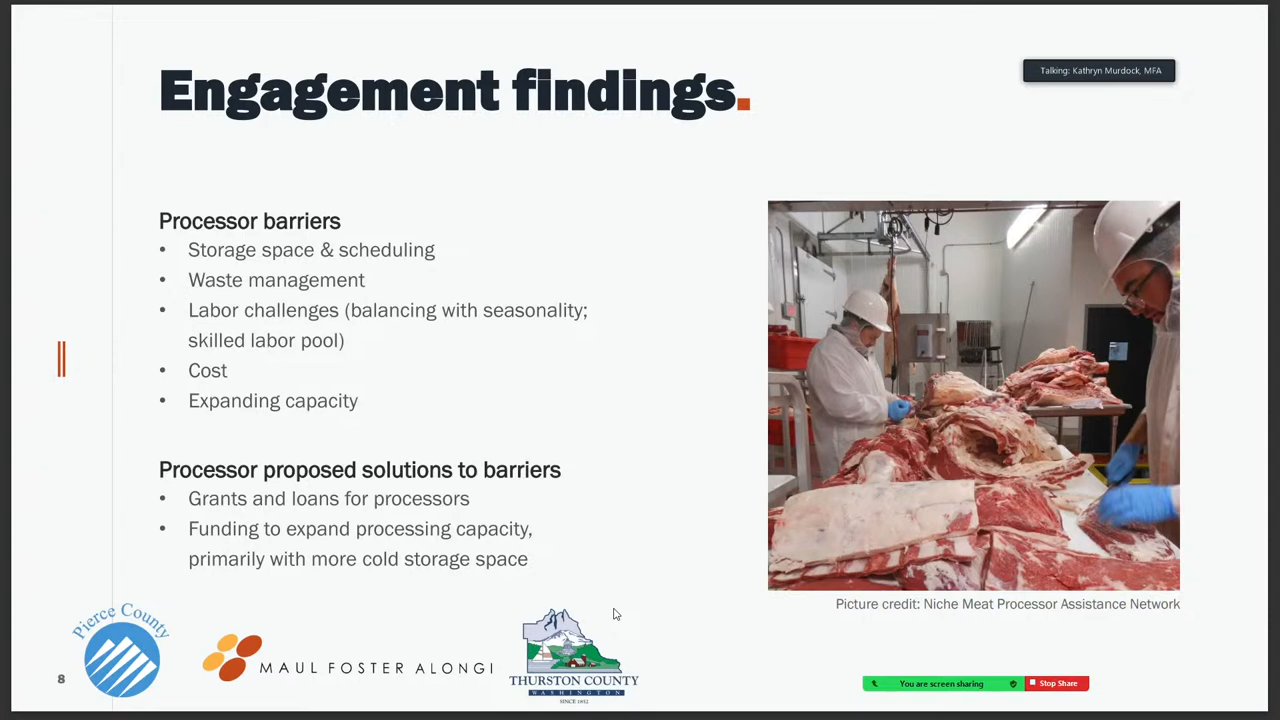 Engagement findings.
Talking: Kathryn Murdock, MFA
Processor barriers
• Storage space & scheduling
• Waste management
• Labor challenges (balancing with seasonality;
skilled labor pool)
• Cost
• Expanding capacity
Processor proposed solutions to barriers
• Grants and loans for processors
• Funding to expand processing capacity,
primarily with more cold storage space
Picture credit: Niche Meat Processor Assistance Network
Pierce County
MAUL FOSTER ALONGI
THURSTON COUNTY
WASHINGTON
SINCE 1852
8
You are screen sharing
Stop Share